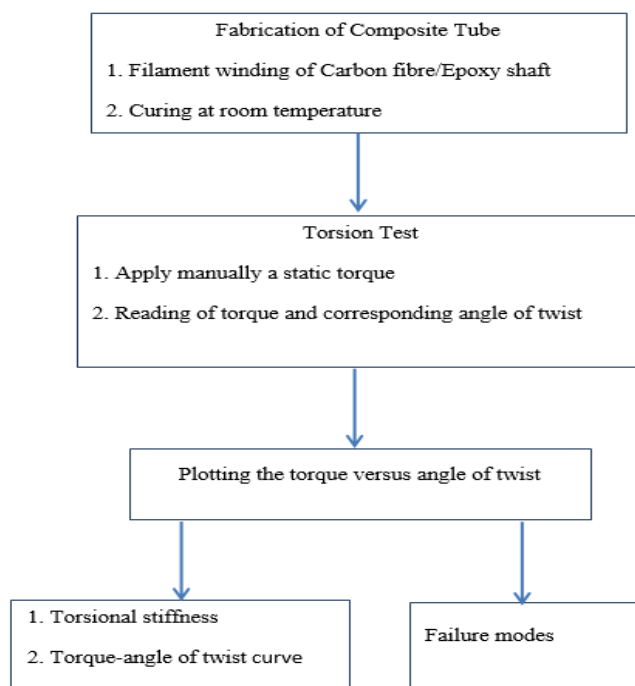 Fabrication of Composite Tube
1. Filament winding of Carbon fibre/Epoxy shaft
2. Curing at room temperature
Torsion Test
1. Apply manually a static torque
2. Reading of torque and corresponding angle of twist
Plotting the torque versus angle of twist
1. Torsional stiffness
2. Torque-angle of twist curve
Failure modes